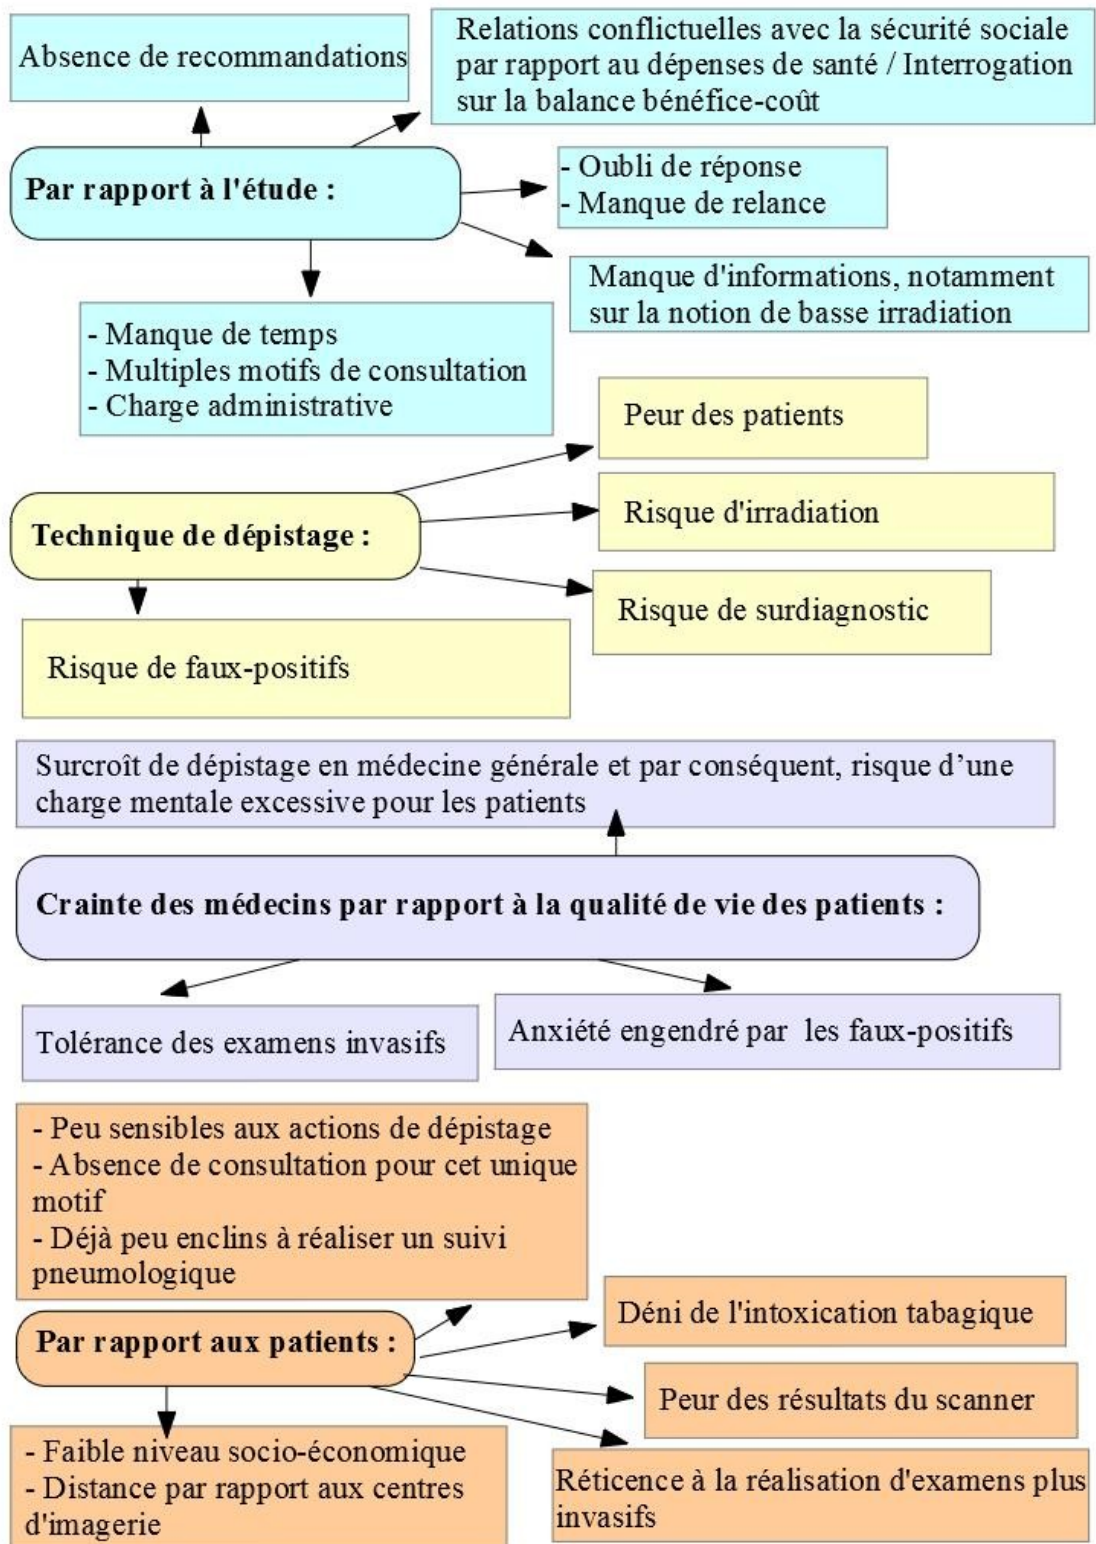 Absence de recommandations
Relations conflictuelles avec la sécurité sociale
par rapport au dépenses de santé / Interrogation
sur la balance bénéfice-coût
Par rapport à l'étude :
- Oubli de réponse
- Manque de relance
Manque d'informations, notamment
sur la notion de basse irradiation
- Manque de temps
- Multiples motifs de consultation
- Charge administrative
Peur des patients
Technique de dépistage :
Risque d'irradiation
Risque de surdiagnostic
Risque de faux-positifs
Surcroît de dépistage en médecine générale et par conséquent, risque d’une
charge mentale excessive pour les patients
Crainte des médecins par rapport à la qualité de vie des patients :
Tolérance des examens invasifs
Anxiété engendré par les faux-positifs
- Peu sensibles aux actions de dépistage
- Absence de consultation pour cet unique
motif
- Déjà peu enclins à réaliser un suivi
pneumologique
Par rapport aux patients :
Déni de l'intoxication tabagique
Peur des résultats du scanner
- Faible niveau socio-économique
- Distance par rapport aux centres
d'imagerie
Réticence à la réalisation d'examens plus
invasifs